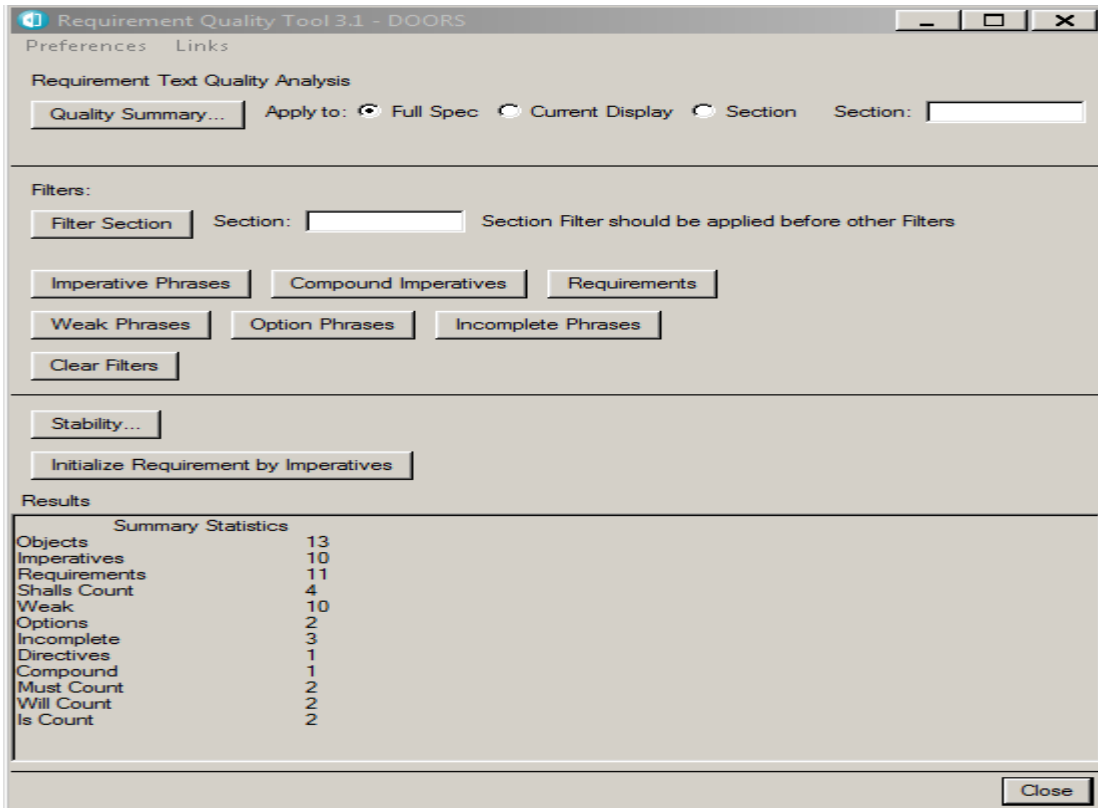 Requirement Quality Tool 3.1 - DOORS
Preferences Links
Requirement Text Quality Analysis
Quality Summary... Apply to: Full Spec Current Display Section Section:
Filters:
Filter Section Section: Section Filter should be applied before other Filters
Imperative Phrases Compound Imperatives Requirements
Weak Phrases Option Phrases Incomplete Phrases
Clear Filters
Stability...
Initialize Requirement by Imperatives
Results
Summary Statistics
Objects 13
Imperatives 10
Requirements 11
Shalls Count 4
Weak 10
Options 2
Incomplete 3
Directives 1
Compound 1
Must Count 2
Will Count 2
Is Count 2
Close